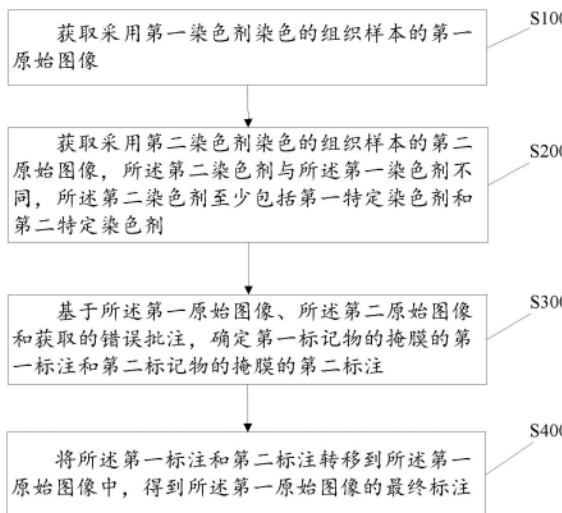 S100
获取采用第一染色剂染色的组织样本的第一
原始图像
S200
获取采用第二染色剂染色的组织样本的第二
原始图像，所述第二染色剂与所述第一染色剂不
同，所述第二染色剂至少包括第一特定染色剂和
第二特定染色剂
S300
基于所述第一原始图像、所述第二原始图像
和获取的错误批注，确定第一标记物的掩膜的第
一标注和第二标记物的掩膜的第二标注
S400
将所述第一标注和第二标注转移到所述第一
原始图像中，得到所述第一原始图像的最终标注